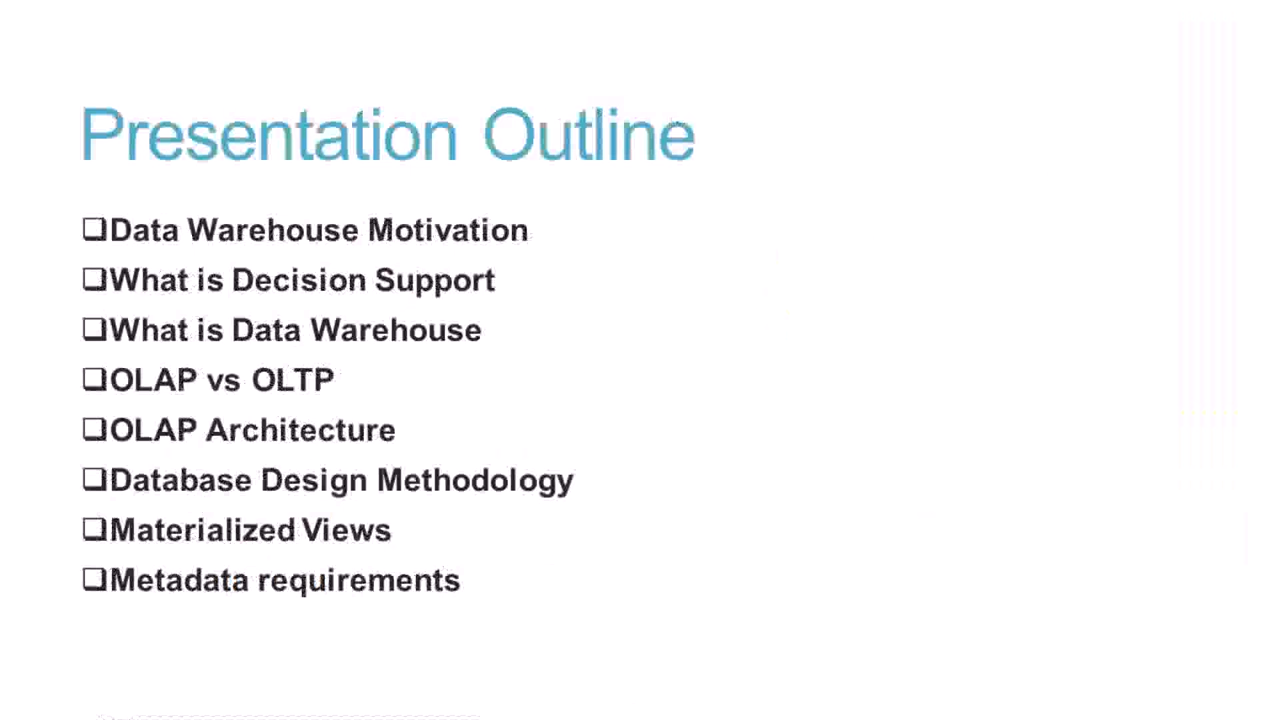 Presentation Outline
❑Data Warehouse Motivation
❑What is Decision Support
❑What is Data Warehouse
❑OLAP vs OLTP
❑OLAP Architecture
❑Database Design Methodology
❑Materialized Views
❑Metadata requirements